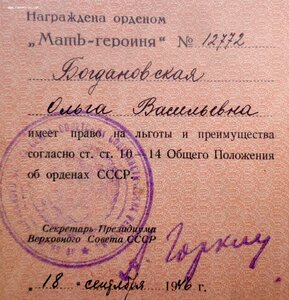 Награждена орденом
„Мать-героиня” № 12772
Богдановская
Ольга Васильевна
имеет право на льготы и преимущества
согласно ст. ст. 10—14 Общего Положения
об орденах СССР.
Секретарь Президиума
Верховного Совета СССР
А. Горкин
„18” сентября 1946 г.